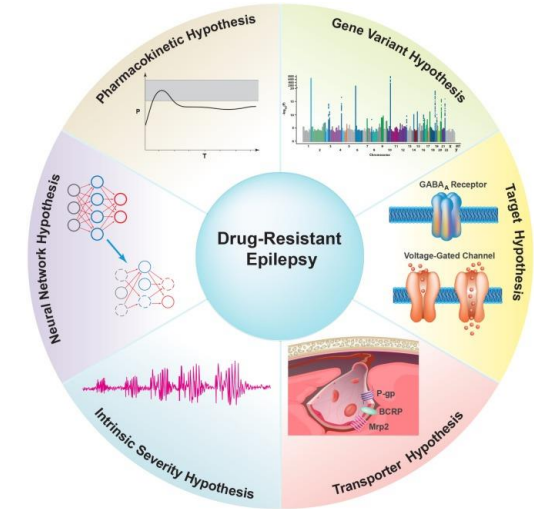 Pharmacokinetic Hypothesis
P
T
Gene Variant Hypothesis
Chromosome
GABAA Receptor
Voltage-Gated Channel
Target Hypothesis
Drug-Resistant
Epilepsy
Neural Network Hypothesis
Intrinsic Severity Hypothesis
P-gp
BCRP
Mrp2
Transporter Hypothesis